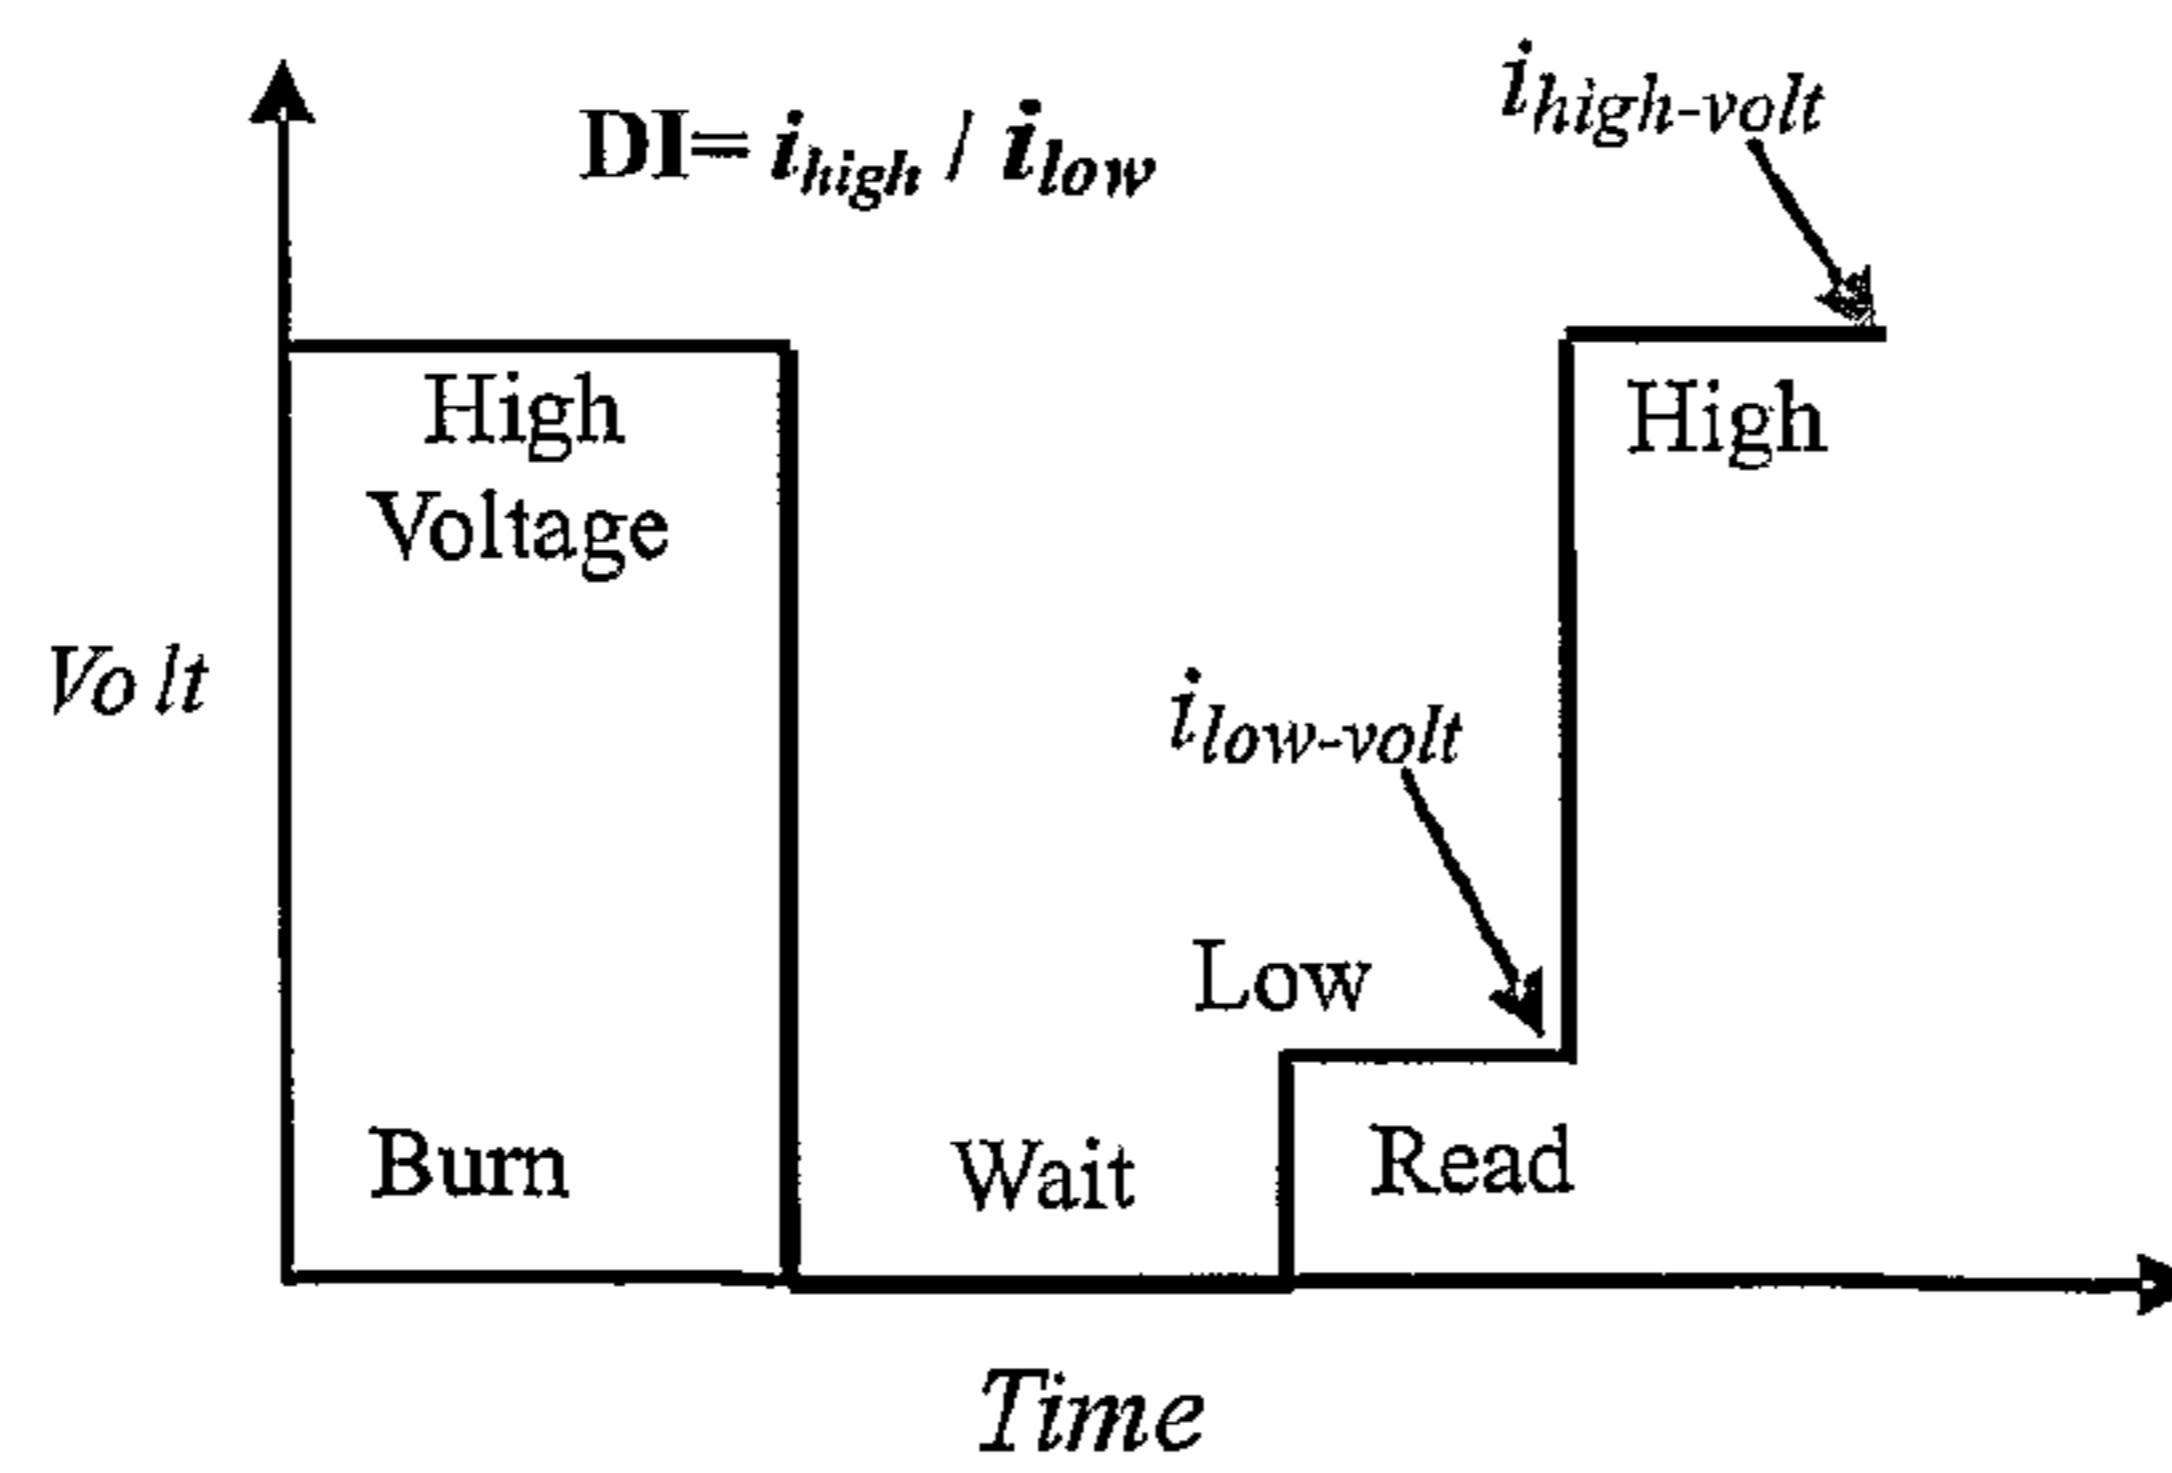 DI= i_high / i_low
i_high-volt
High
Voltage
High
Volt
i_low-volt
Low
Burn
Wait
Read
Time